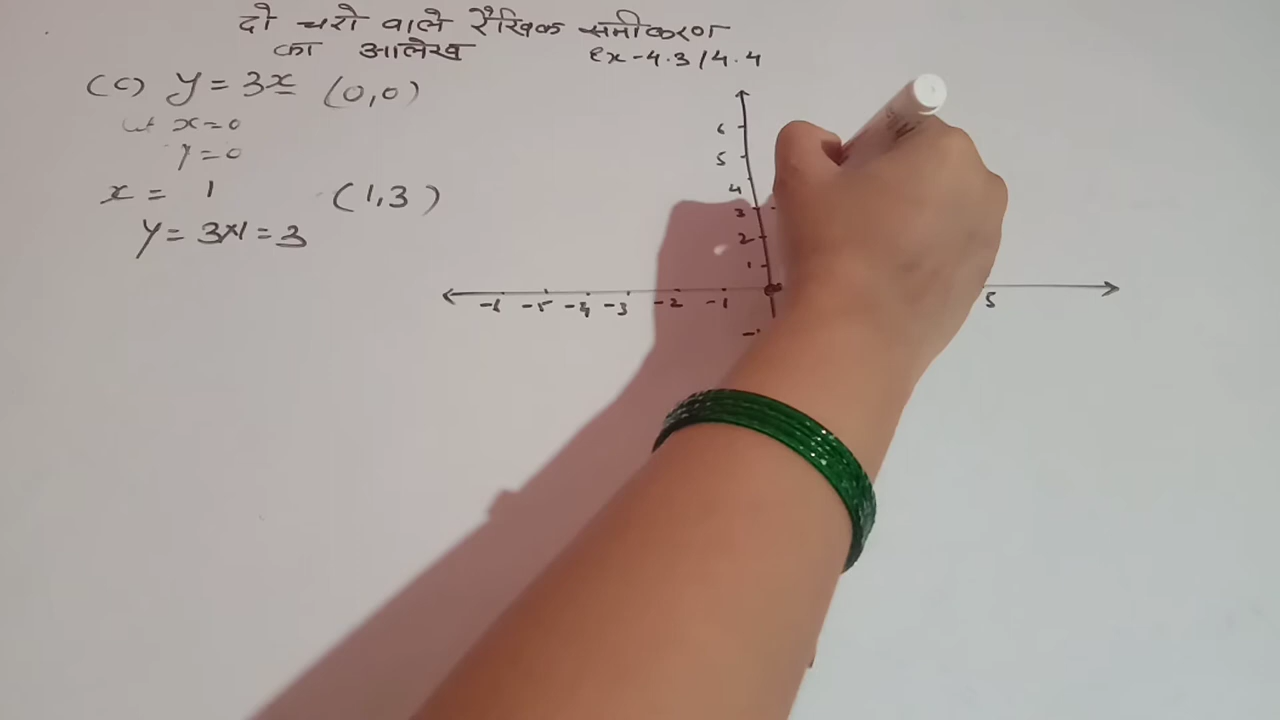 दो चरो वाले रैखिक समीकरण
का आलेख
Ex-4.3/4.4
(c) y = 3x (0,0)
Let x=0
y=0
x = 1 (1,3)
y = 3×1 = 3
6
5
4
3
2
1
-6 -5 -4 -3 -2 -1 5